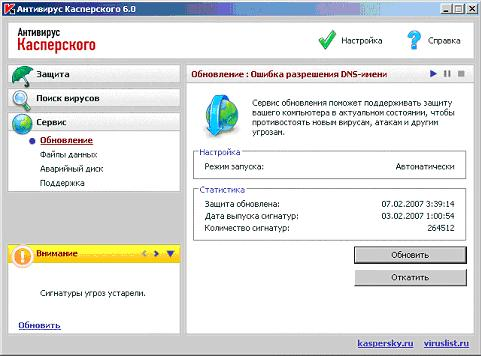 Антивирус Касперского 6.0
Антивирус
Касперского
Настройка
Справка
Защита
Поиск вирусов
Сервис
Обновление
Файлы данных
Аварийный диск
Поддержка
Внимание
Сигнатуры угроз устарели.
Обновить
Обновление : Ошибка разрешения DNS-имени
Сервис обновления поможет поддерживать защиту
вашего компьютера в актуальном состоянии, чтобы
противостоять новым вирусам, атакам и другим
угрозам.
Настройка
Режим запуска: Автоматически
Статистика
Защита обновлена: 07.02.2007 3:39:14
Дата выпуска сигнатур: 03.02.2007 1:00:54
Количество сигнатур: 264512
Обновить
Откатить
kaspersky.ru viruslist.ru